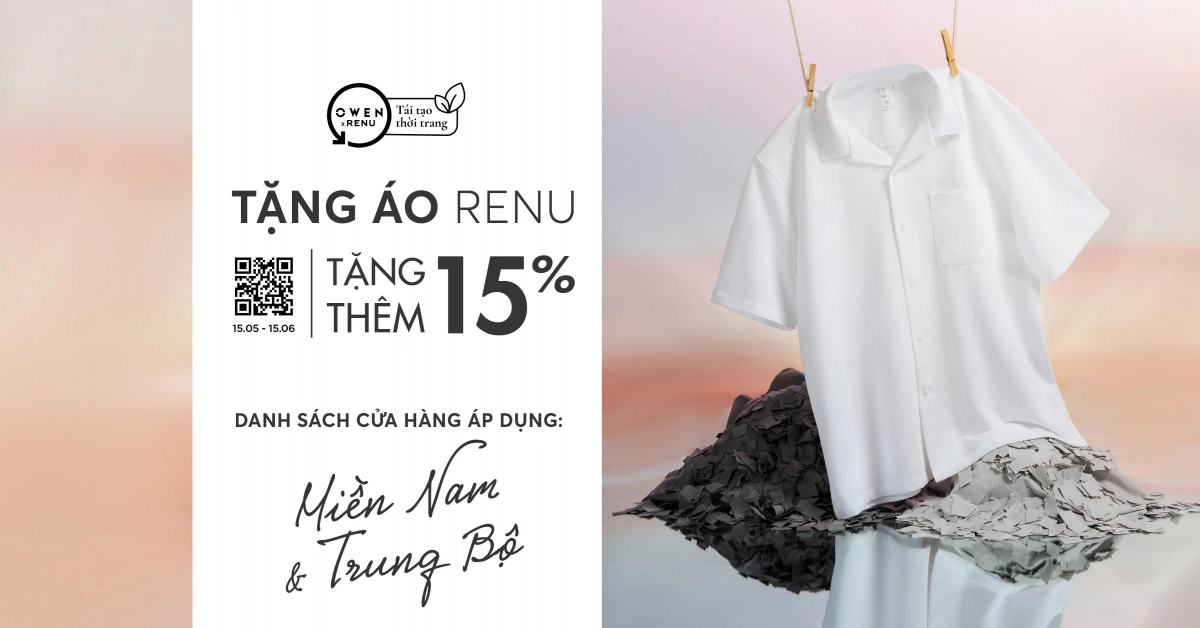 OWEN
x RENU
Tái tạo
thời trang
TẶNG ÁO RENU
TẶNG
THÊM
15%
15.05 - 15.06
DANH SÁCH CỬA HÀNG ÁP DỤNG:
Miền Nam
& Trung Bộ
OWEN